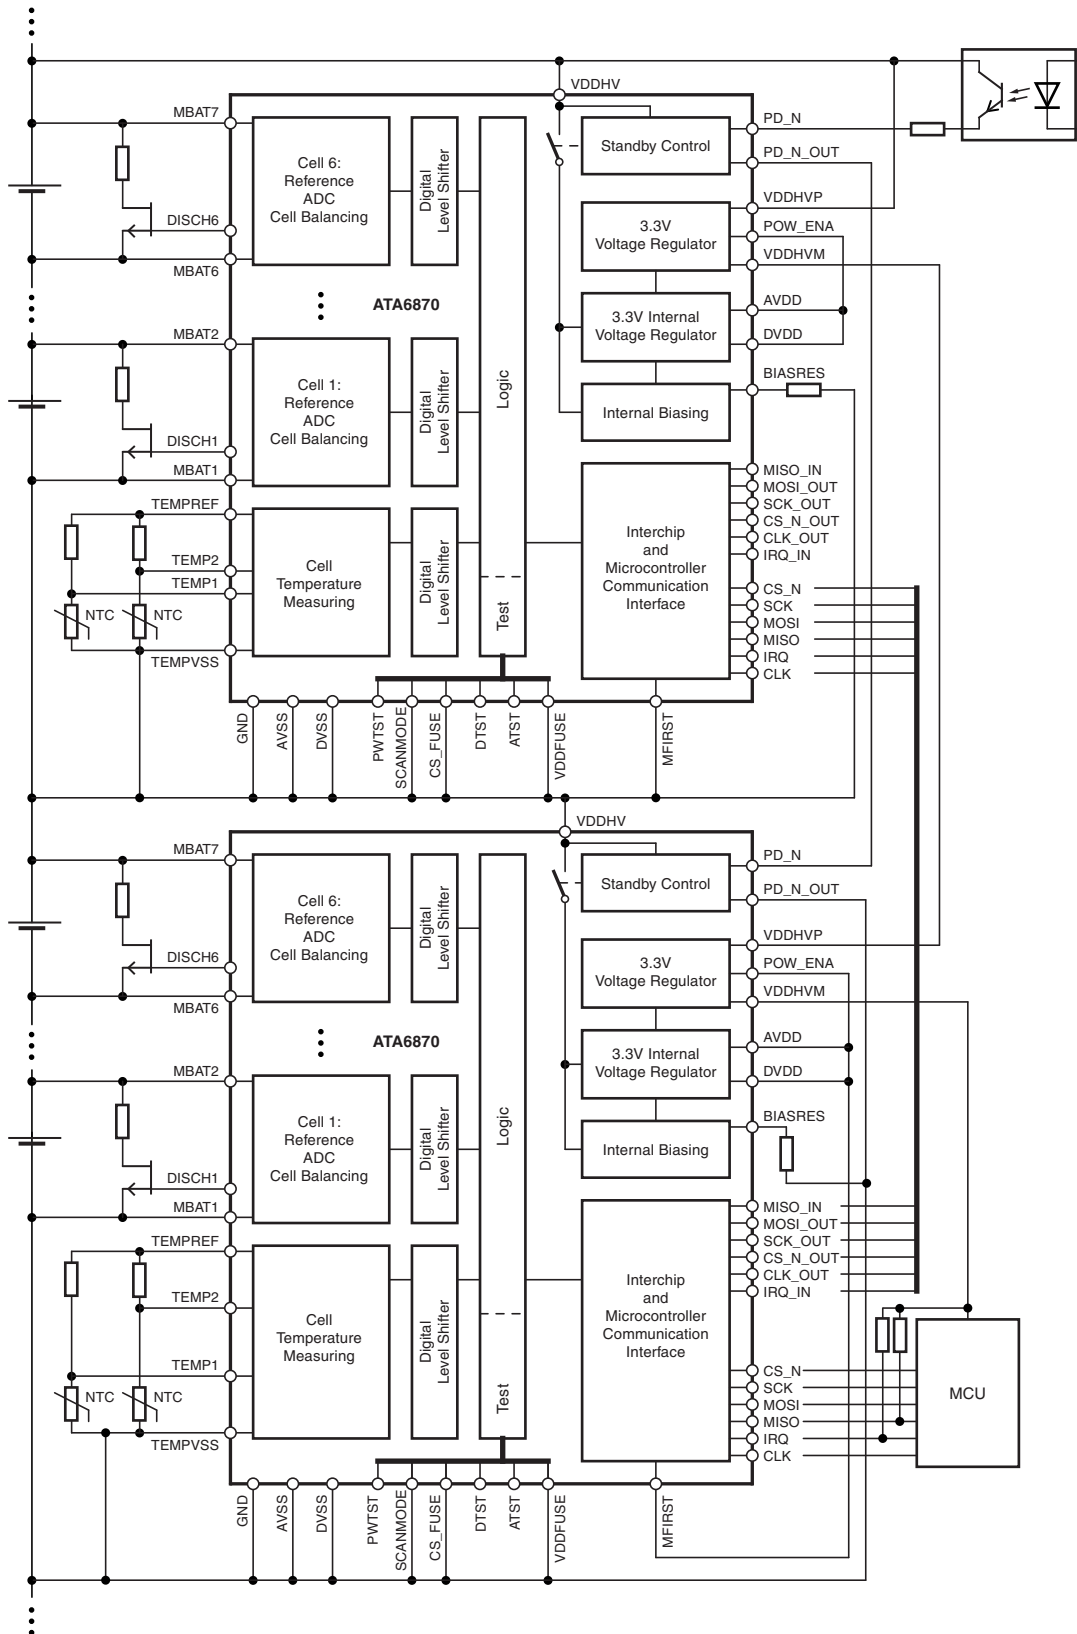 VDDHV
MBAT7
Cell 6:
Reference
ADC
Cell Balancing
Digital
Level Shifter
Standby Control
PD_N
PD_N_OUT
VDDHVP
3.3V
Voltage Regulator
POW_ENA
VDDHVM
DISCH6
MBAT6
ATA6870
3.3V Internal
Voltage Regulator
AVDD
DVDD
MBAT2
Cell 1:
Reference
ADC
Cell Balancing
Digital
Level Shifter
Logic
BIASRES
Internal Biasing
DISCH1
MBAT1
TEMPREF
TEMP2
TEMP1
NTC
NTC
TEMPVSS
Cell
Temperature
Measuring
Digital
Level Shifter
Test
Interchip
and
Microcontroller
Communication
Interface
MISO_IN
MOSI_OUT
SCK_OUT
CS_N_OUT
CLK_OUT
IRQ_IN
CS_N
SCK
MOSI
MISO
IRQ
CLK
GND
AVSS
DVSS
PWTST
SCANMODE
CS_FUSE
DTST
ATST
VDDFUSE
MFIRST
VDDHV
MBAT7
Cell 6:
Reference
ADC
Cell Balancing
Digital
Level Shifter
Standby Control
PD_N
PD_N_OUT
VDDHVP
3.3V
Voltage Regulator
POW_ENA
VDDHVM
DISCH6
MBAT6
ATA6870
3.3V Internal
Voltage Regulator
AVDD
DVDD
MBAT2
Cell 1:
Reference
ADC
Cell Balancing
Digital
Level Shifter
Logic
BIASRES
Internal Biasing
DISCH1
MBAT1
TEMPREF
TEMP2
TEMP1
NTC
NTC
TEMPVSS
Cell
Temperature
Measuring
Digital
Level Shifter
Test
Interchip
and
Microcontroller
Communication
Interface
MISO_IN
MOSI_OUT
SCK_OUT
CS_N_OUT
CLK_OUT
IRQ_IN
CS_N
SCK
MOSI
MISO
IRQ
CLK
MCU
GND
AVSS
DVSS
PWTST
SCANMODE
CS_FUSE
DTST
ATST
VDDFUSE
MFIRST